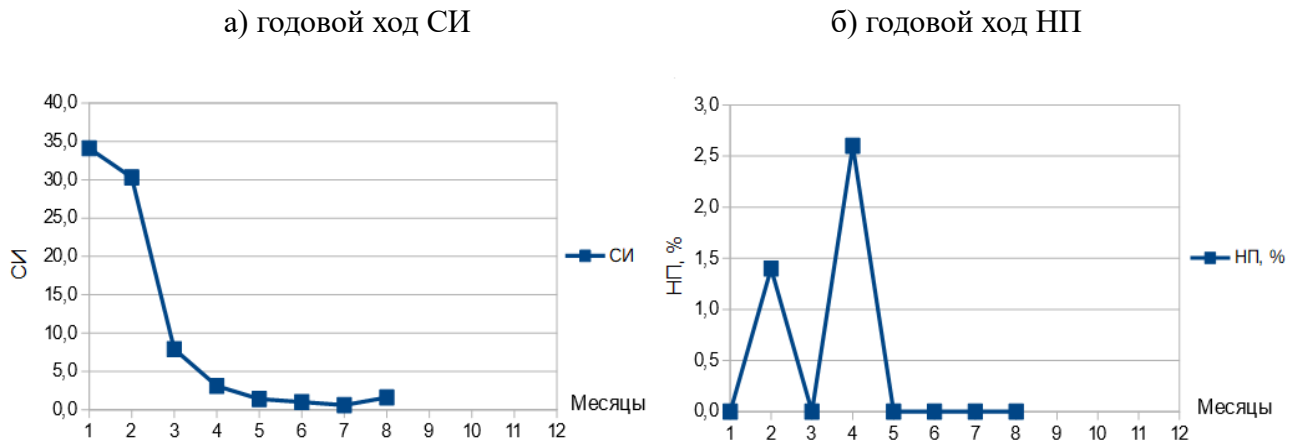 а) годовой ход СИ
40,0
35,0
30,0
25,0
20,0
15,0
10,0
5,0
0,0
СИ
1 2 3 4 5 6 7 8 9 10 11 12
Месяцы
СИ
б) годовой ход НП
3,0
2,5
2,0
1,5
1,0
0,5
0,0
НП, %
1 2 3 4 5 6 7 8 9 10 11 12
Месяцы
НП, %